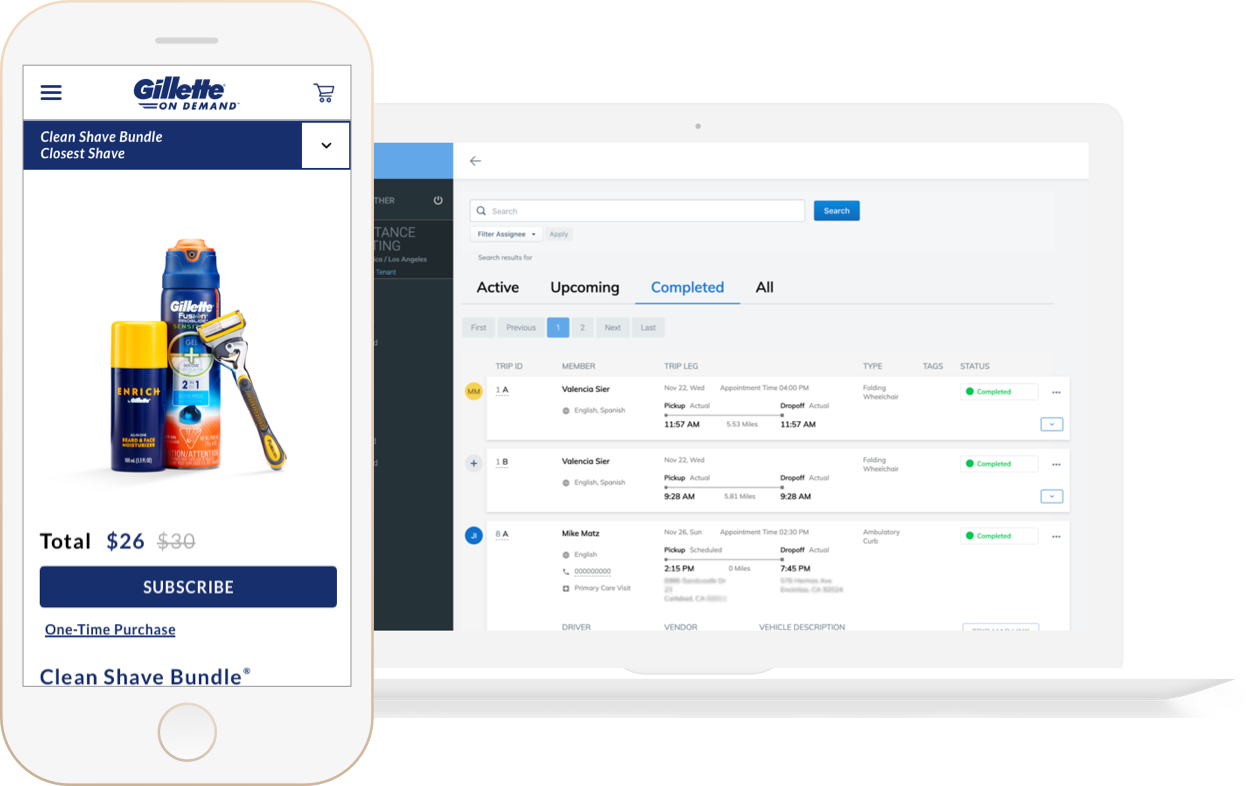 Gillette
ON DEMAND
Clean Shave Bundle
Closest Shave
Gillette
Fusion
PROGLIDE
SENSITIVE
GEL
2 IN 1
ENRICH
by Gillette
BEARD & FACE
MOISTURIZER
Total $26 $30
SUBSCRIBE
One-Time Purchase
Clean Shave Bundle®
THER
TANCE
TING
ca / Los Angeles
Tenant
Search
Search
Filter Assignee
Apply
Search results for
Active Upcoming Completed All
First Previous 1 2 Next Last
TRIP ID MEMBER TRIP LEG TYPE TAGS STATUS
MM
1 A
Valencia Sier
English, Spanish
Nov 22, Wed Appointment Time 04:00 PM
Pickup Actual Dropoff Actual
11:57 AM 5.53 Miles 11:57 AM
Folding
Wheelchair
Completed
1 B
Valencia Sier
English, Spanish
Nov 22, Wed
Pickup Actual Dropoff Actual
9:28 AM 5.81 Miles 9:28 AM
Folding
Wheelchair
Completed
JI
8 A
Mike Matz
English
000000000
Primary Care Visit
Nov 26, Sun Appointment Time 02:30 PM
Pickup Scheduled Dropoff Actual
2:15 PM 0 Miles 7:45 PM
Ambulatory
Curb
Completed
DRIVER VENDOR VEHICLE DESCRIPTION